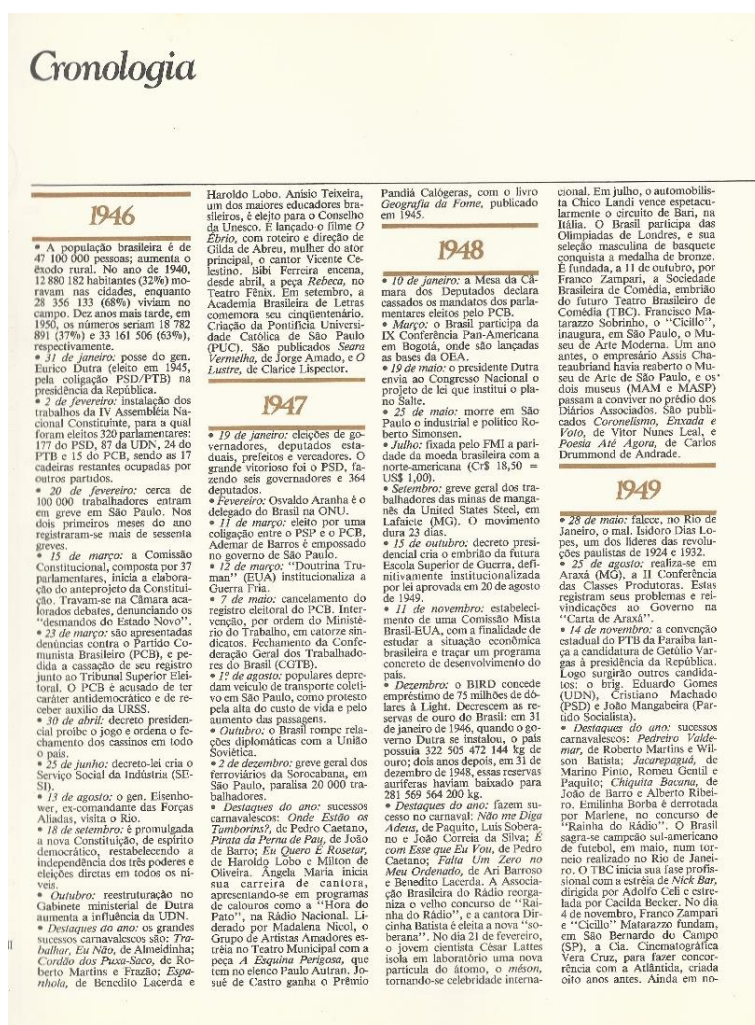 Cronologia
1946
• A população brasileira é de
47 100 000 pessoas; aumenta o
êxodo rural. No ano de 1940,
12 880 182 habitantes (32%) mo-
ravam nas cidades, enquanto
28 356 133 (68%) viviam no
campo. Dez anos mais tarde, em
1950, os números seriam 18 782
891 (37%) e 33 161 506 (63%),
respectivamente.
• 31 de janeiro: posse do gen.
Eurico Dutra (eleito em 1945,
pela coligação PSD/PTB) na
presidência da República.
• 2 de fevereiro: instalação dos
trabalhos da IV Assembléia Na-
cional Constituinte, para a qual
foram eleitos 320 parlamentares:
177 do PSD, 87 da UDN, 24 do
PTB e 15 do PCB, sendo as 17
cadeiras restantes ocupadas por
outros partidos.
• 20 de fevereiro: cerca de
100 000 trabalhadores entram
em greve em São Paulo. Nos
dois primeiros meses do ano
registraram-se mais de sessenta
greves.
• 15 de março: a Comissão
Constitucional, composta por 37
parlamentares, inicia a elabora-
ção do anteprojeto da Constitui-
ção. Travam-se na Câmara aca-
lorados debates, denunciando os
“desmandos do Estado Novo”.
• 23 de março: são apresentadas
denúncias contra o Partido Co-
munista Brasileiro (PCB), e pe-
dida a cassação de seu registro
junto ao Tribunal Superior Elei-
toral. O PCB é acusado de ter
caráter antidemocrático e de re-
ceber auxílio da URSS.
• 30 de abril: decreto presiden-
cial proíbe o jogo e ordena o fe-
chamento dos cassinos em todo
o país.
• 25 de junho: decreto-lei cria o
Serviço Social da Indústria (SE-
SI).
• 13 de agosto: o gen. Eisenho-
wer, ex-comandante das Forças
Aliadas, visita o Rio.
• 18 de setembro: é promulgada
a nova Constituição, de espírito
democrático, restabelecendo a
independência dos três poderes e
eleições diretas em todos os ní-
veis.
• Outubro: reestruturação no
Gabinete ministerial de Dutra
aumenta a influência da UDN.
• Destaques do ano: os grandes
sucessos carnavalescos são: Tra-
balhar, Eu Não, de Almeidinha;
Cordão dos Puxa-Saco, de Ro-
berto Martins e Frazão; Espa-
nhola, de Benedito Lacerda e
Haroldo Lobo. Anísio Teixeira,
um dos maiores educadores bra-
sileiros, é eleito para o Conselho
da Unesco. É lançado o filme O
Ébrio, com roteiro e direção de
Gilda de Abreu, mulher do ator
principal, o cantor Vicente Ce-
lestino. Bibi Ferreira encena,
desde abril, a peça Rebeca, no
Teatro Fênix. Em setembro, a
Academia Brasileira de Letras
comemora seu cinqüentenário.
Criação da Pontifícia Universi-
dade Católica de São Paulo
(PUC). São publicados Seara
Vermelha, de Jorge Amado, e O
Lustre, de Clarice Lispector.
1947
• 19 de janeiro: eleições de go-
vernadores, deputados esta-
duais, prefeitos e vereadores. O
grande vitorioso foi o PSD, fa-
zendo seis governadores e 364
deputados.
• Fevereiro: Osvaldo Aranha é o
delegado do Brasil na ONU.
• 11 de março: eleito por uma
coligação entre PSP e o PCB,
Ademar de Barros é empossado
no governo de São Paulo.
• 12 de março: “Doutrina Tru-
man” (EUA) institucionaliza a
Guerra Fria.
• 7 de maio: cancelamento do
registro eleitoral do PCB. Inter-
venção, por ordem do Ministé-
rio do Trabalho, em catorze sin-
dicatos. Fechamento da Confe-
deração Geral dos Trabalhado-
res do Brasil (CGTB).
• 1º de agosto: populares depre-
dam veículo de transporte coleti-
vo em São Paulo, como protesto
pela alta do custo de vida e pelo
aumento das passagens.
• Outubro: o Brasil rompe rela-
ções diplomáticas com a União
Soviética.
• 2 de dezembro: greve geral dos
ferroviários da Sorocabana, em
São Paulo, paralisa 20 000 tra-
balhadores.
• Destaques do ano: sucessos
carnavalescos: Onde Estão os
Tamborins?, de Pedro Caetano,
Pirata da Perna de Pau, de João
de Barro; Eu Quero É Rosetar,
de Haroldo Lobo e Milton de
Oliveira. Ângela Maria inicia
sua carreira de cantora,
apresentando-se em programas
de calouros como a “Hora do
Pato”, na Rádio Nacional. Li-
derado por Madalena Nicol, o
Grupo de Artistas Amadores es-
tréia no Teatro Municipal com a
peça A Esquina Perigosa, que
tem no elenco Paulo Autran. Jo-
sué de Castro ganha o Prêmio
Pandiá Calógeras, com o livro
Geografia da Fome, publicado
em 1945.
1948
• 10 de janeiro: a Mesa da Câ-
mara dos Deputados declara
cassados os mandatos dos parla-
mentares eleitos pelo PCB.
• Março: o Brasil participa da
IX Conferência Pan-Americana
em Bogotá, onde são lançadas
as bases da OEA.
• 19 de maio: o presidente Dutra
envia ao Congresso Nacional o
projeto de lei que institui o pla-
no Salte.
• 25 de maio: morre em São
Paulo o industrial e político Ro-
berto Simonsen.
• Julho: fixada pelo FMI a pari-
dade da moeda brasileira com a
norte-americana (Cr$ 18,50 =
US$ 1,00).
• Setembro: greve geral dos tra-
balhadores das minas de manga-
nês da United States Steel, em
Lafaiete (MG). O movimento
dura 23 dias.
• 15 de outubro: decreto presi-
dencial cria o embrião da futura
Escola Superior de Guerra, defi-
nitivamente institucionalizada
por lei aprovada em 20 de agosto
de 1949.
• 11 de novembro: estabeleci-
mento de uma Comissão Mista
Brasil-EUA, com a finalidade de
estudar a situação econômica
brasileira e traçar um programa
concreto de desenvolvimento do
país.
• Dezembro: o BIRD concede
empréstimo de 75 milhões de dó-
lares à Light. Decrescem as re-
servas de ouro do Brasil: em 31
de janeiro de 1946, quando o go-
verno Dutra se instalou, o país
possuía 322 505 472 144 kg de
ouro; dois anos depois, em 31 de
dezembro de 1948, essas reservas
auríferas haviam baixado para
281 569 564 200 kg.
• Destaques do ano: fazem su-
cesso no carnaval: Não me Diga
Adeus, de Paquito, Luís Sobera-
no e João Correia da Silva; É
com Esse que Eu Vou, de Pedro
Caetano; Falta Um Zero no
Meu Ordenado, de Ari Barroso
e Benedito Lacerda. A Associa-
ção Brasileira do Rádio reorga-
niza o velho concurso de “Rai-
nha do Rádio”, e a cantora Dir-
cinha Batista é eleita a nova “so-
berana”. No dia 21 de fevereiro,
o jovem cientista César Lattes
isola em laboratório uma nova
partícula do átomo, o méson,
tornando-se celebridade interna-
cional. Em julho, o automobilis-
ta Chico Landi vence espetacu-
larmente o circuito de Bari, na
Itália. O Brasil participa das
Olimpíadas de Londres, e sua
seleção masculina de basquete
conquista a medalha de bronze.
É fundada, a 11 de outubro, por
Franco Zampari, a Sociedade
Brasileira de Comédia, embrião
do futuro Teatro Brasileiro de
Comédia (TBC). Francisco Ma-
tarazzo Sobrinho, o “Cicillo”,
inaugura, em São Paulo, o Mu-
seu de Arte Moderna. Um ano
antes, o empresário Assis Cha-
teaubriand havia reaberto o Mu-
seu de Arte de São Paulo, e os
dois museus (MAM e MASP)
passam a conviver no prédio dos
Diários Associados. São publi-
cados Coronelismo, Enxada e
Voto, de Vitor Nunes Leal, e
Poesia Até Agora, de Carlos
Drummond de Andrade.
1949
• 28 de maio: falece, no Rio de
Janeiro, o mal. Isidoro Dias Lo-
pes, um dos líderes das revolu-
ções paulistas de 1924 e 1932.
• 25 de agosto: realiza-se em
Araxá (MG), a II Conferência
das Classes Produtoras. Estas
registram seus problemas e rei-
vindicações ao Governo na
“Carta de Araxá”.
• 14 de novembro: a convenção
estadual do PTB da Paraíba lan-
ça a candidatura de Getúlio Var-
gas à presidência da República.
Logo surgirão outros candida-
tos: o brig. Eduardo Gomes
(UDN), Cristiano Machado
(PSD) e João Mangabeira (Par-
tido Socialista).
• Destaques do ano: sucessos
carnavalescos: Pedreiro Valde-
mar, de Roberto Martins e Wil-
son Batista; Jacarepaguá, de
Marino Pinto, Romeu Gentil e
Paquito; Chiquita Bacana, de
João de Barro e Alberto Ribei-
ro. Emilinha Borba é derrotada
por Marlene, no concurso de
“Rainha do Rádio”. O Brasil
sagra-se campeão sul-americano
de futebol, em maio, num tor-
neio realizado no Rio de Janei-
ro. O TBC inicia sua fase profis-
sional com a estréia de Nick Bar,
dirigida por Adolfo Celi e estre-
lada por Cacilda Becker. No dia
4 de novembro, Franco Zampari
e “Cicillo” Matarazzo fundam,
em São Bernardo do Campo
(SP), a Cia. Cinematográfica
Vera Cruz, para fazer concor-
rência com a Atlântida, criada
oito anos antes. Ainda em no-